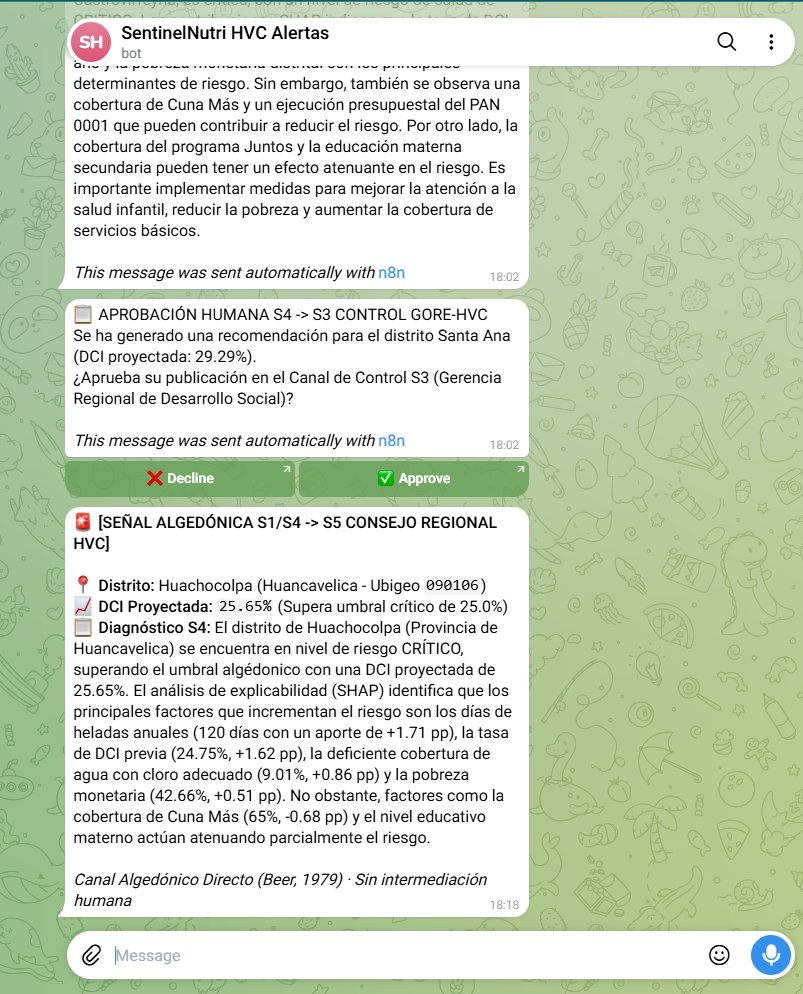 SH
SentinelNutri HVC Alertas
bot
determinantes de riesgo. Sin embargo, también se observa una
cobertura de Cuna Más y un ejecución presupuestal del PAN
0001 que pueden contribuir a reducir el riesgo. Por otro lado, la
cobertura del programa Juntos y la educación materna
secundaria pueden tener un efecto atenuante en el riesgo. Es
importante implementar medidas para mejorar la atención a la
salud infantil, reducir la pobreza y aumentar la cobertura de
servicios básicos.
This message was sent automatically with n8n
18:02
APROBACIÓN HUMANA S4 -> S3 CONTROL GORE-HVC
Se ha generado una recomendación para el distrito Santa Ana
(DCI proyectada: 29.29%).
¿Aprueba su publicación en el Canal de Control S3 (Gerencia
Regional de Desarrollo Social)?
This message was sent automatically with n8n
18:02
Decline
Approve
[SEÑAL ALGEDÓNICA S1/S4 -> S5 CONSEJO REGIONAL
HVC]
Distrito: Huachocolpa (Huancavelica - Ubigeo 090106)
DCI Proyectada: 25.65% (Supera umbral crítico de 25.0%)
Diagnóstico S4: El distrito de Huachocolpa (Provincia de
Huancavelica) se encuentra en nivel de riesgo CRÍTICO,
superando el umbral algédonico con una DCI proyectada de
25.65%. El análisis de explicabilidad (SHAP) identifica que los
principales factores que incrementan el riesgo son los días de
heladas anuales (120 días con un aporte de +1.71 pp), la tasa
de DCI previa (24.75%, +1.62 pp), la deficiente cobertura de
agua con cloro adecuado (9.01%, +0.86 pp) y la pobreza
monetaria (42.66%, +0.51 pp). No obstante, factores como la
cobertura de Cuna Más (65%, -0.68 pp) y el nivel educativo
materno actúan atenuando parcialmente el riesgo.
Canal Algedónico Directo (Beer, 1979) · Sin intermediación
humana
18:18
Message